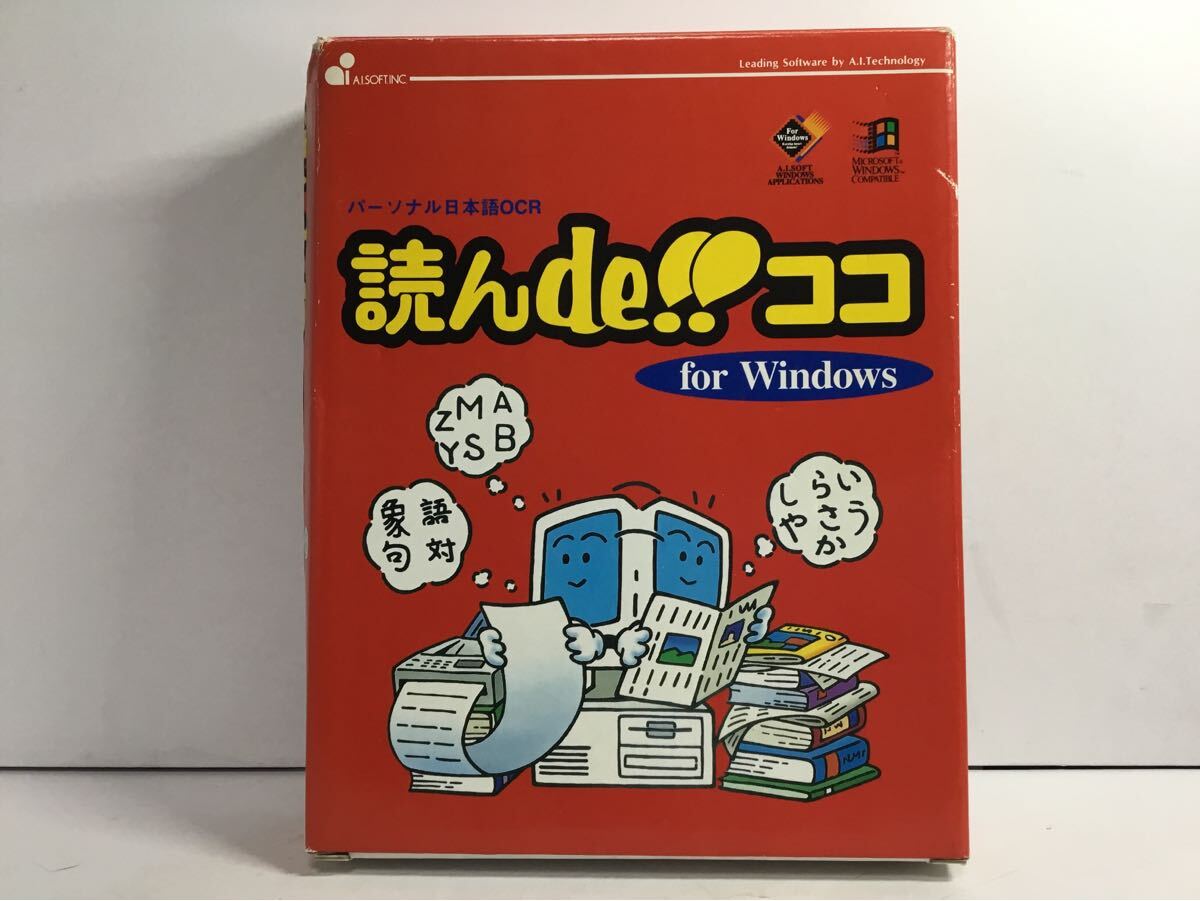 A.I.SOFT,INC
Leading Software by A.I.Technology
For
Windows
A.I.SOFT
WINDOWS
APPLICATIONS
MICROSOFT®
WINDOWS™
COMPATIBLE
パーソナル日本語OCR
読んde!!ココ
for Windows
ZMA
YSB
象語
句対
しらい
やさう
か